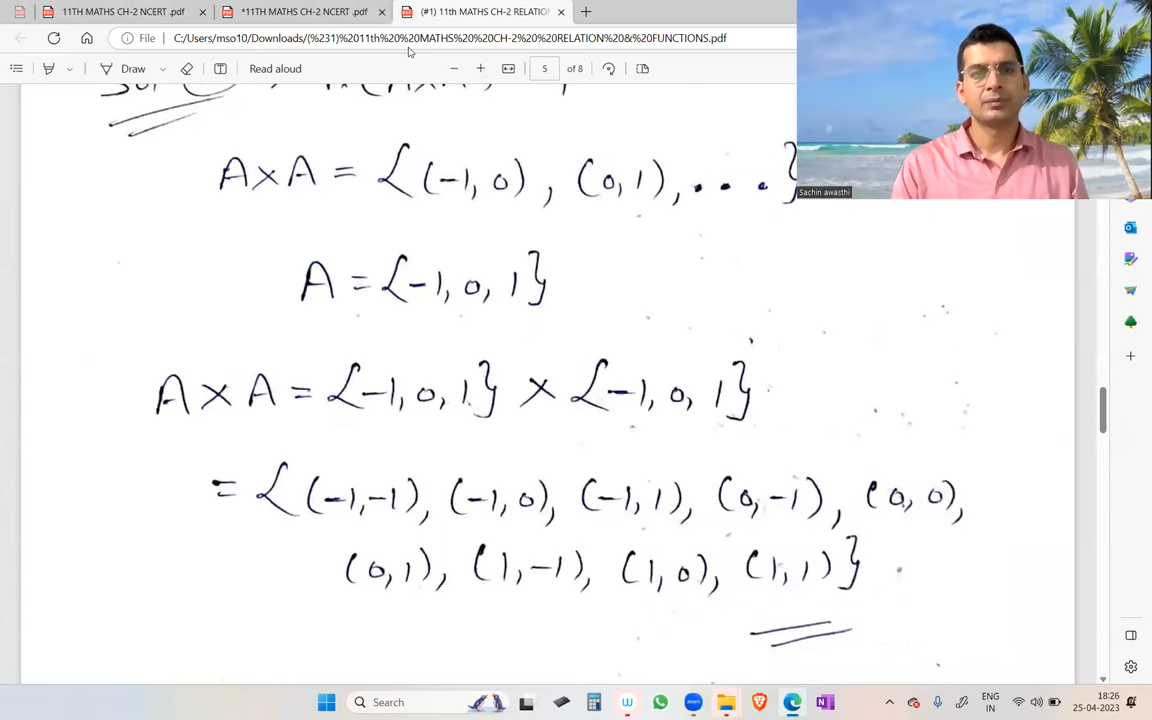 11TH MATHS CH-2 NCERT .pdf
*11TH MATHS CH-2 NCERT .pdf
(#1) 11th MATHS CH-2 RELATIO
File
C:/Users/mso10/Downloads/(%231)%2011th%20%20MATHS%20%20CH-2%20%20RELATION%20&%20FUNCTIONS.pdf
Draw
Read aloud
5 of 8
Sachin awasthi
A×A = {(-1, 0), (0,1), ...}
A = {-1, 0, 1}
A × A = {-1, 0, 1} × {-1, 0, 1}
= {(-1,-1), (-1,0), (-1,1), (0,-1), (0,0),
(0,1), (1,-1), (1,0), (1,1)}
Search
ENG
IN
18:26
25-04-2023